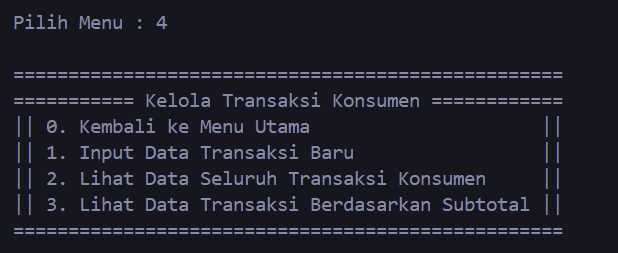 Pilih Menu : 4
==================================================
=========== Kelola Transaksi Konsumen ============
|| 0. Kembali ke Menu Utama                     ||
|| 1. Input Data Transaksi Baru                 ||
|| 2. Lihat Data Seluruh Transaksi Konsumen     ||
|| 3. Lihat Data Transaksi Berdasarkan Subtotal ||
==================================================